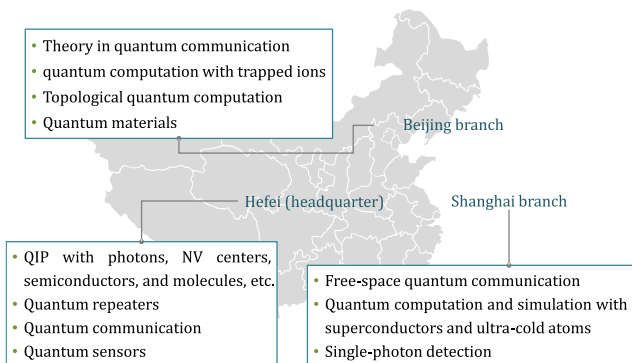 • Theory in quantum communication
• quantum computation with trapped ions
• Topological quantum computation
• Quantum materials
Beijing branch
Hefei (headquarter)
Shanghai branch
• QIP with photons, NV centers,
semiconductors, and molecules, etc.
• Quantum repeaters
• Quantum communication
• Quantum sensors
• Free-space quantum communication
• Quantum computation and simulation with
superconductors and ultra-cold atoms
• Single-photon detection